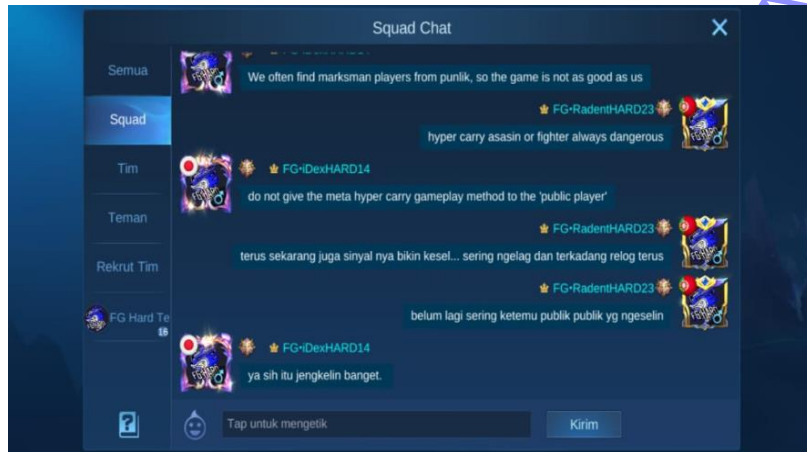 Squad Chat
Semua
Squad
Tim
Teman
Rekrut Tim
FG Hard Te
16
We often find marksman players from punlik, so the game is not as good as us
FG•RadentHARD23
hyper carry asasin or fighter always dangerous
FG•iDexHARD14
do not give the meta hyper carry gameplay method to the 'public player'
FG•RadentHARD23
terus sekarang juga sinyal nya bikin kesel... sering ngelag dan terkadang relog terus
FG•RadentHARD23
belum lagi sering ketemu publik publik yg ngeselin
FG•iDexHARD14
ya sih itu jengkelin banget.
Tap untuk mengetik
Kirim